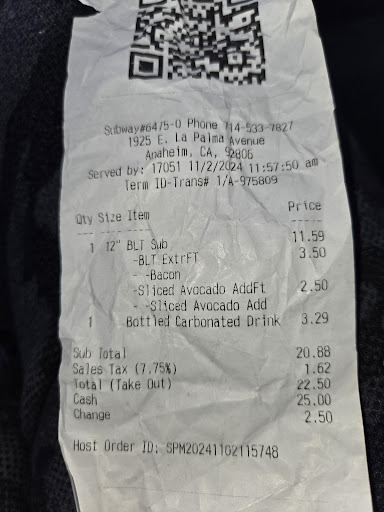 Subway#6475-0 Phone 714-533-7827
1925 E. La Palma Avenue
Anaheim, CA, 92806
Served by: 17051 11/2/2024 11:57:50 am
Term ID-Trans# 1/A-975809
Qty Size Item Price
1 12" BLT Sub 11.59
-BLT ExtrFT 3.50
- -Bacon
-Sliced Avocado AddFt 2.50
- -Sliced Avocado Add
1 Bottled Carbonated Drink 3.29
Sub Total 20.88
Sales Tax (7.75%) 1.62
Total (Take Out) 22.50
Cash 25.00
Change 2.50
Host Order ID: SPM20241102115748